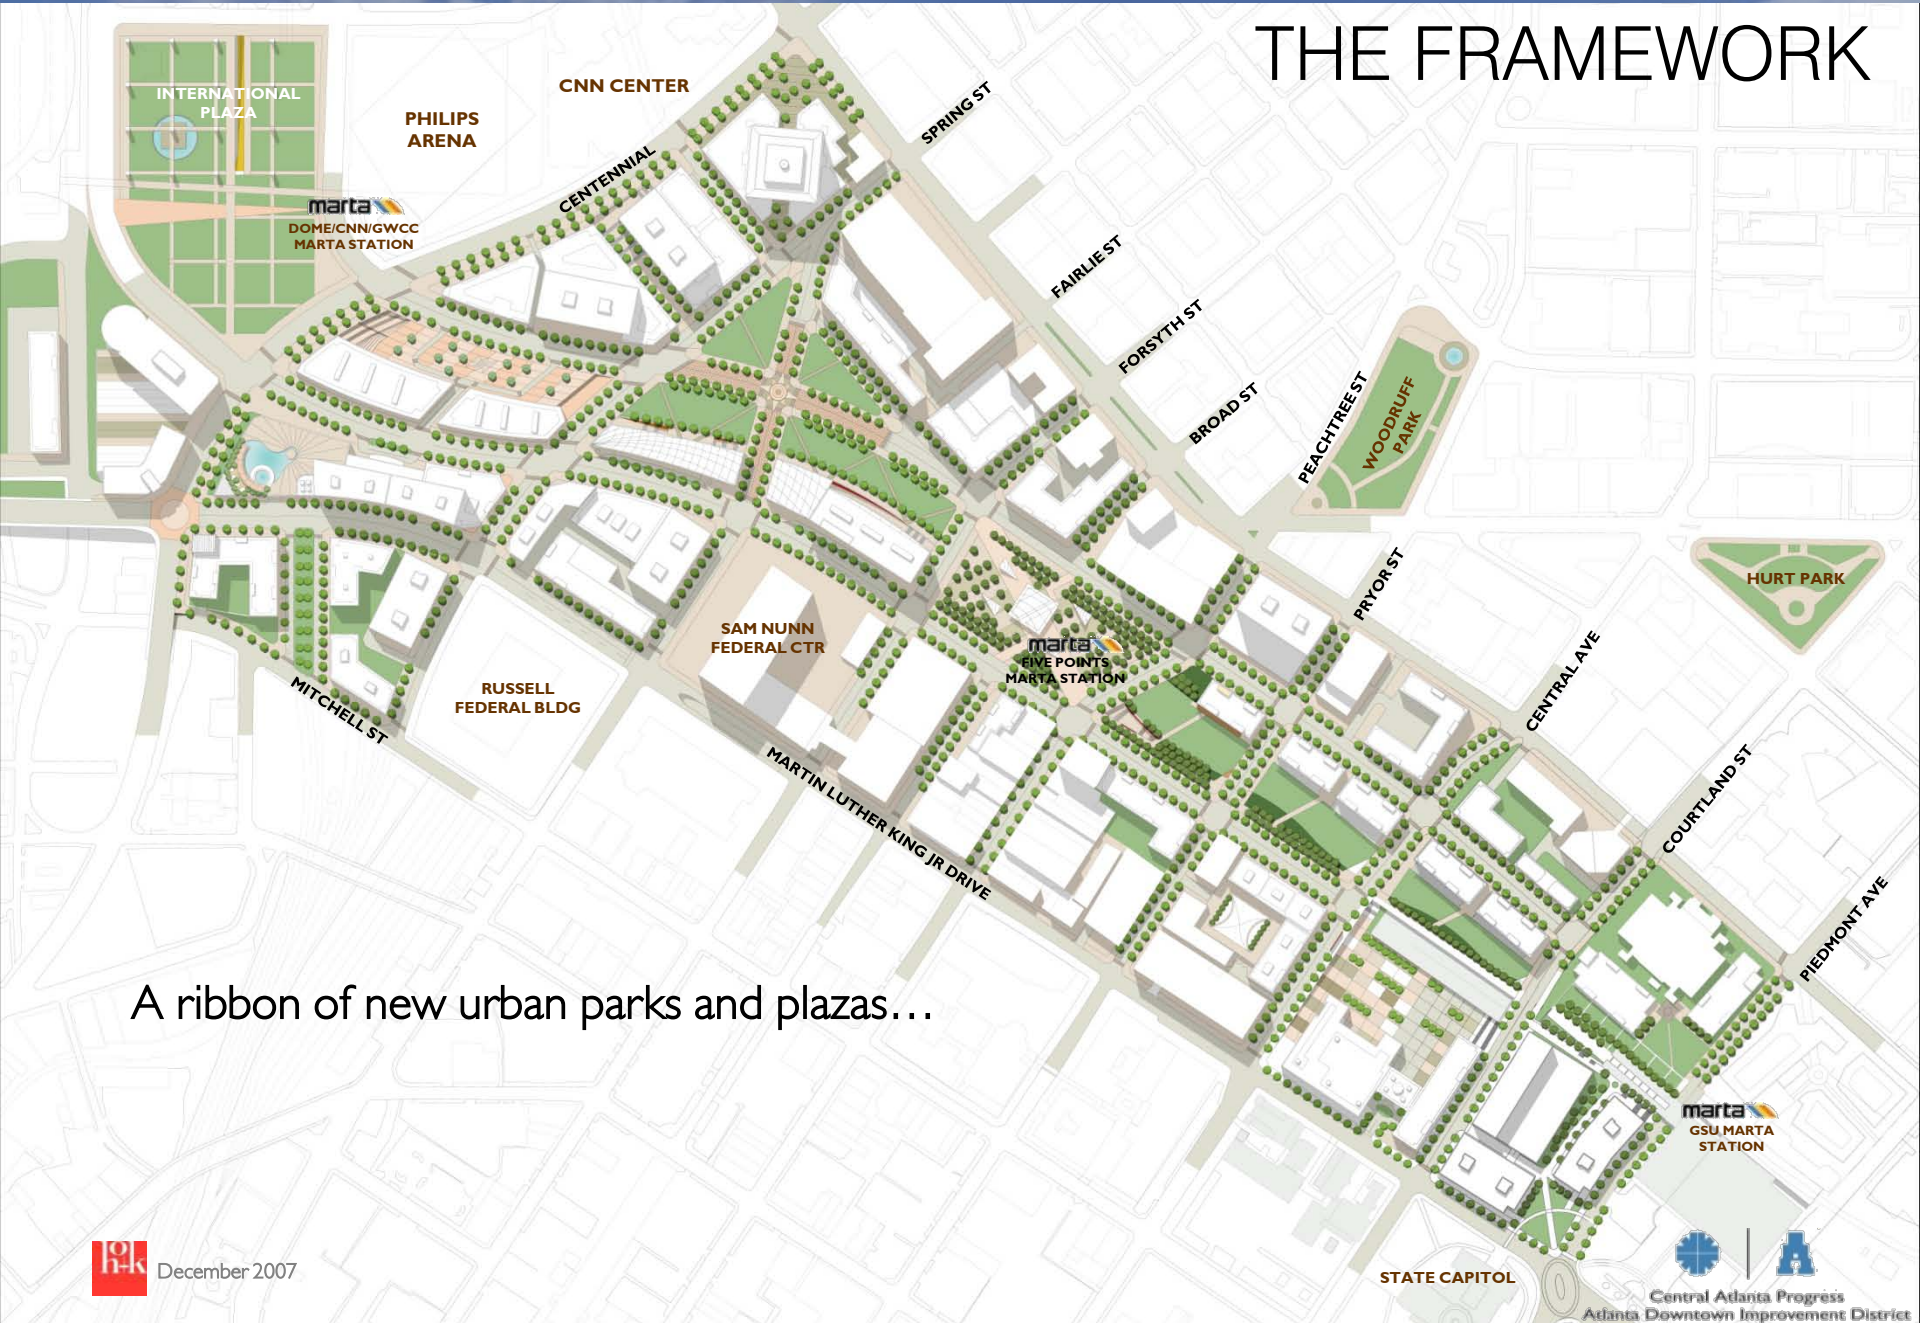 THE FRAMEWORK
INTERNATIONAL
PLAZA
CNN CENTER
PHILIPS
ARENA
SPRING ST
CENTENNIAL
marta
DOME/CNN/GWCC
MARTA STATION
FAIRLIE ST
FORSYTH ST
BROAD ST
PEACHTREE ST
WOODRUFF
PARK
PRYOR ST
HURT PARK
SAM NUNN
FEDERAL CTR
marta
FIVE POINTS
MARTA STATION
CENTRAL AVE
RUSSELL
FEDERAL BLDG
MITCHELL ST
MARTIN LUTHER KING JR DRIVE
COURTLAND ST
PIEDMONT AVE
A ribbon of new urban parks and plazas…
marta
GSU MARTA
STATION
hok
December 2007
STATE CAPITOL
Central Atlanta Progress
Atlanta Downtown Improvement District